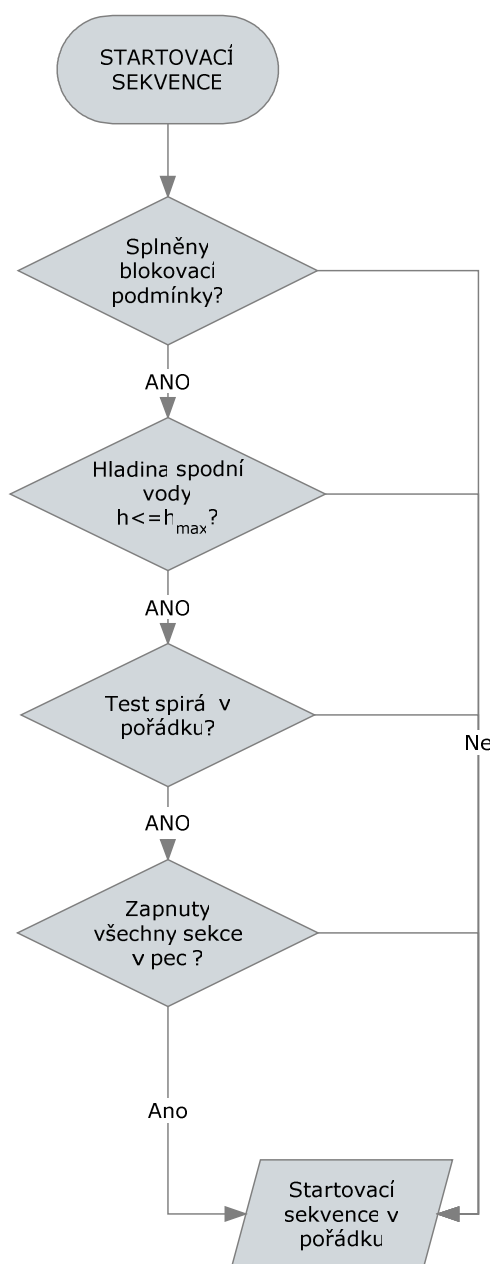 STARTOVACÍ
SEKVENCE
Splněny
blokovací
podmínky?
ANO
Hladina spodní
vody
h<=hmax?
ANO
Test spirá v
pořádku?
Ne
ANO
Zapnuty
všechny sekce
v pec ?
Ano
Startovací
sekvence v
pořádku